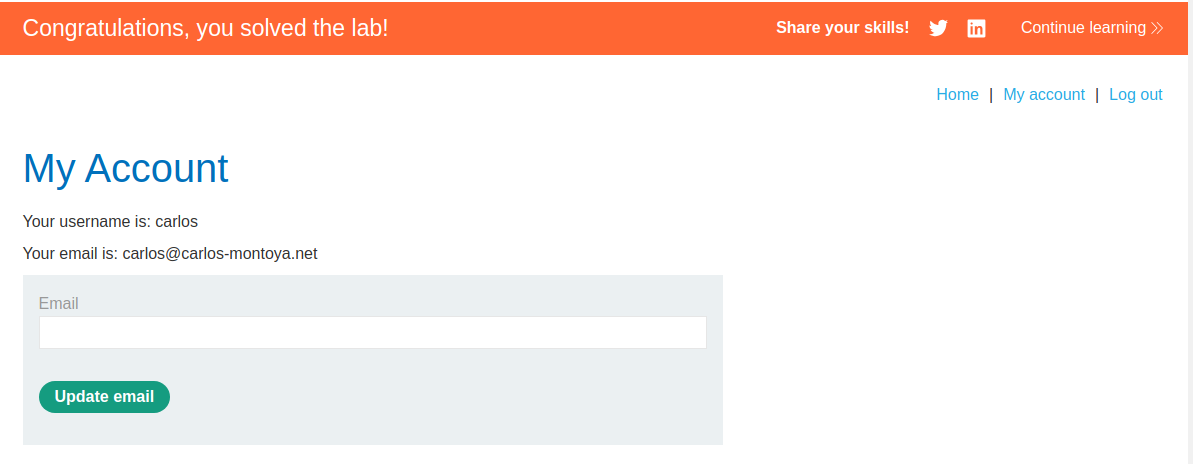 Congratulations, you solved the lab!
Share your skills!
Continue learning
Home | My account | Log out
My Account
Your username is: carlos
Your email is: carlos@carlos-montoya.net
Email
Update email